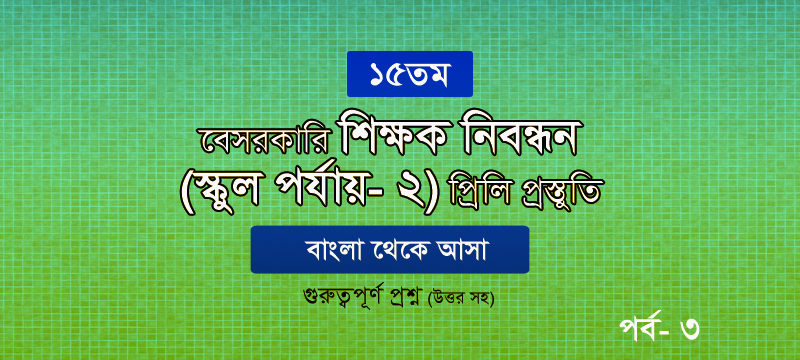 ১৫তম
বেসরকারি শিক্ষক নিবন্ধন
(স্কুল পর্যায়- ২) প্রিলি প্রস্তুতি
বাংলা থেকে আসা
গুরুত্বপূর্ণ প্রশ্ন (উত্তর সহ)
পর্ব- ৩